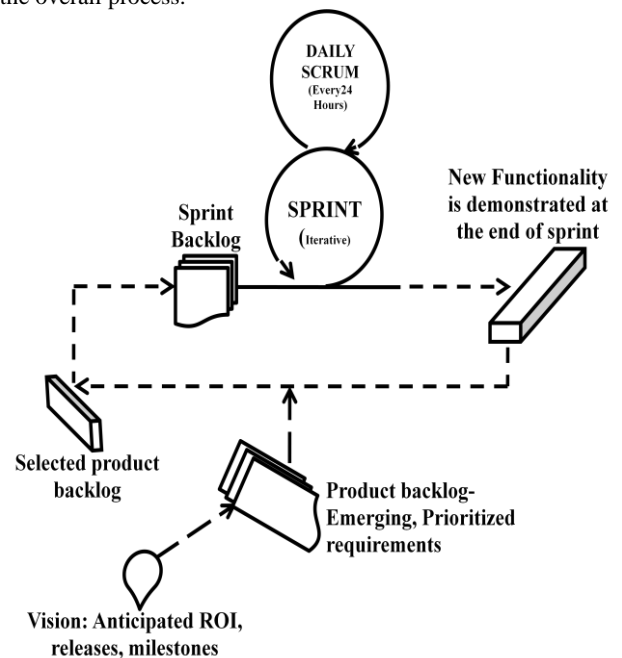 the overall process.
DAILY
SCRUM
(Every24
Hours)
SPRINT
(Iterative)
New Functionality
is demonstrated at
the end of sprint
Sprint
Backlog
Selected product
backlog
Product backlog-
Emerging, Prioritized
requirements
Vision: Anticipated ROI,
releases, milestones